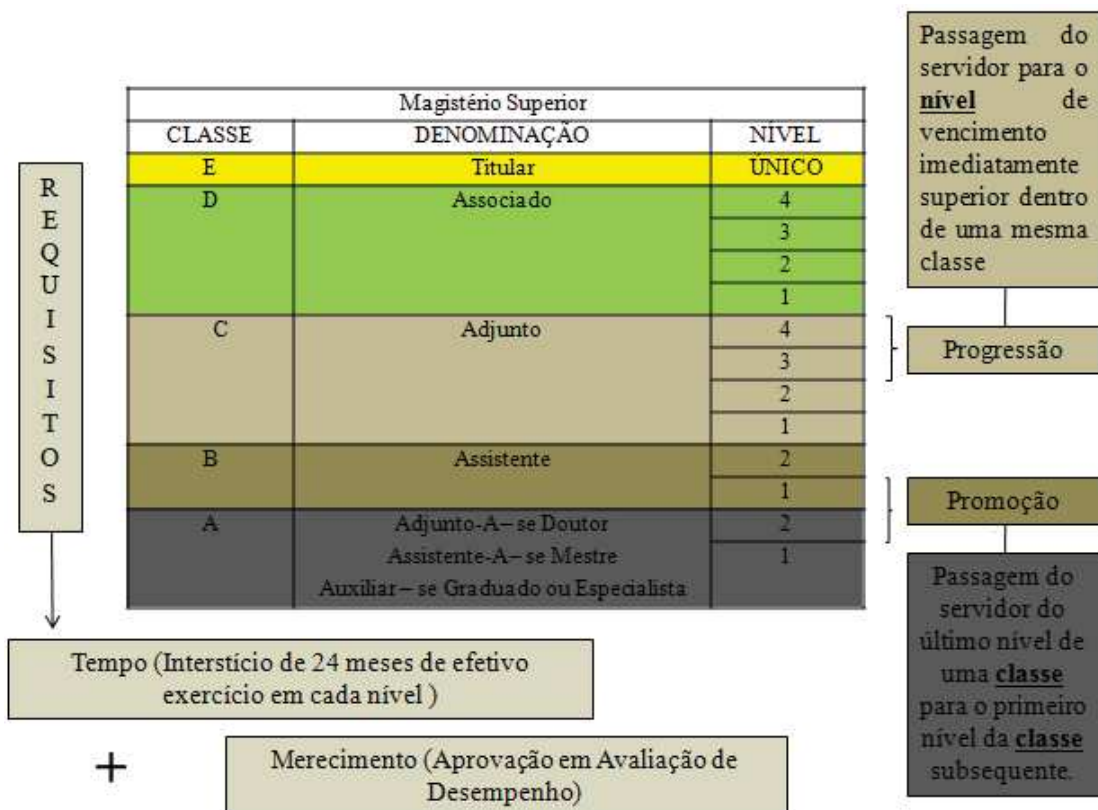 Magistério Superior
CLASSE DENOMINAÇÃO NÍVEL
E Titular ÚNICO
D Associado 4
3
2
1
C Adjunto 4
3
2
1
B Assistente 2
1
A Adjunto-A– se Doutor 2
Assistente-A– se Mestre 1
Auxiliar– se Graduado ou Especialista
R
E
Q
U
I
S
I
T
O
S
Tempo (Interstício de 24 meses de efetivo
exercício em cada nível )
+
Merecimento (Aprovação em Avaliação de
Desempenho)
Passagem do
servidor para o
nível de
vencimento
imediatamente
superior dentro
de uma mesma
classe
Progressão
Promoção
Passagem do
servidor do
último nível de
uma classe
para o primeiro
nível da classe
subsequente.